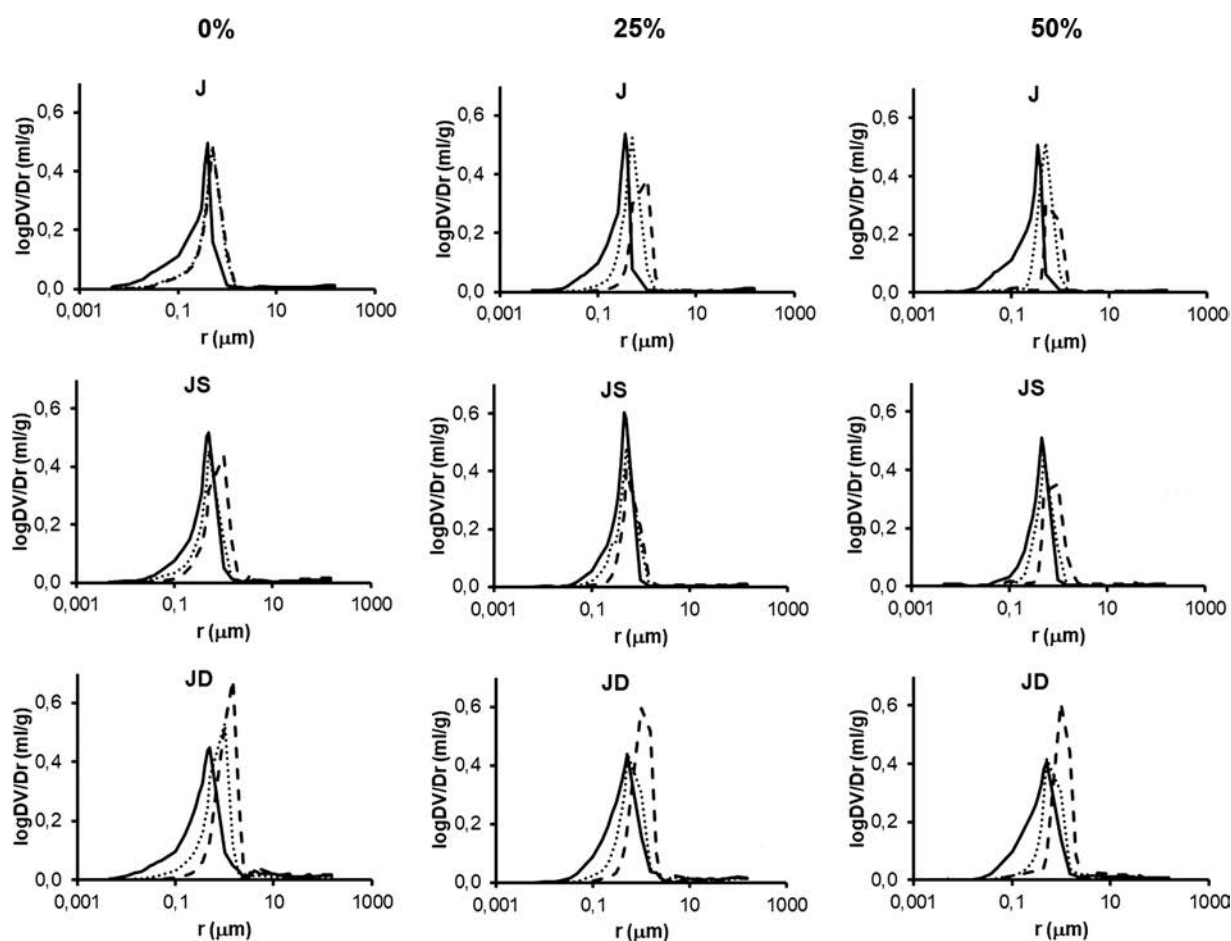 0% 25% 50%
J J J
logDV/Dr (ml/g) logDV/Dr (ml/g) logDV/Dr (ml/g)
0,6 0,6 0,6
0,4 0,4 0,4
0,2 0,2 0,2
0,0 0,0 0,0
0,001 0,1 10 1000 0,001 0,1 10 1000 0,001 0,1 10 1000
r (μm) r (μm) r (μm)
JS JS JS
logDV/Dr (ml/g) logDV/Dr (ml/g) logDV/Dr (ml/g)
0,6 0,6 0,6
0,4 0,4 0,4
0,2 0,2 0,2
0,0 0,0 0,0
0,001 0,1 10 1000 0,001 0,1 10 1000 0,001 0,1 10 1000
r (μm) r (μm) r (μm)
JD JD JD
logDV/Dr (ml/g) logDV/Dr (ml/g) logDV/Dr (ml/g)
0,6 0,6 0,6
0,4 0,4 0,4
0,2 0,2 0,2
0,0 0,0 0,0
0,001 0,1 10 1000 0,001 0,1 10 1000 0,001 0,1 10 1000
r (μm) r (μm) r (μm)